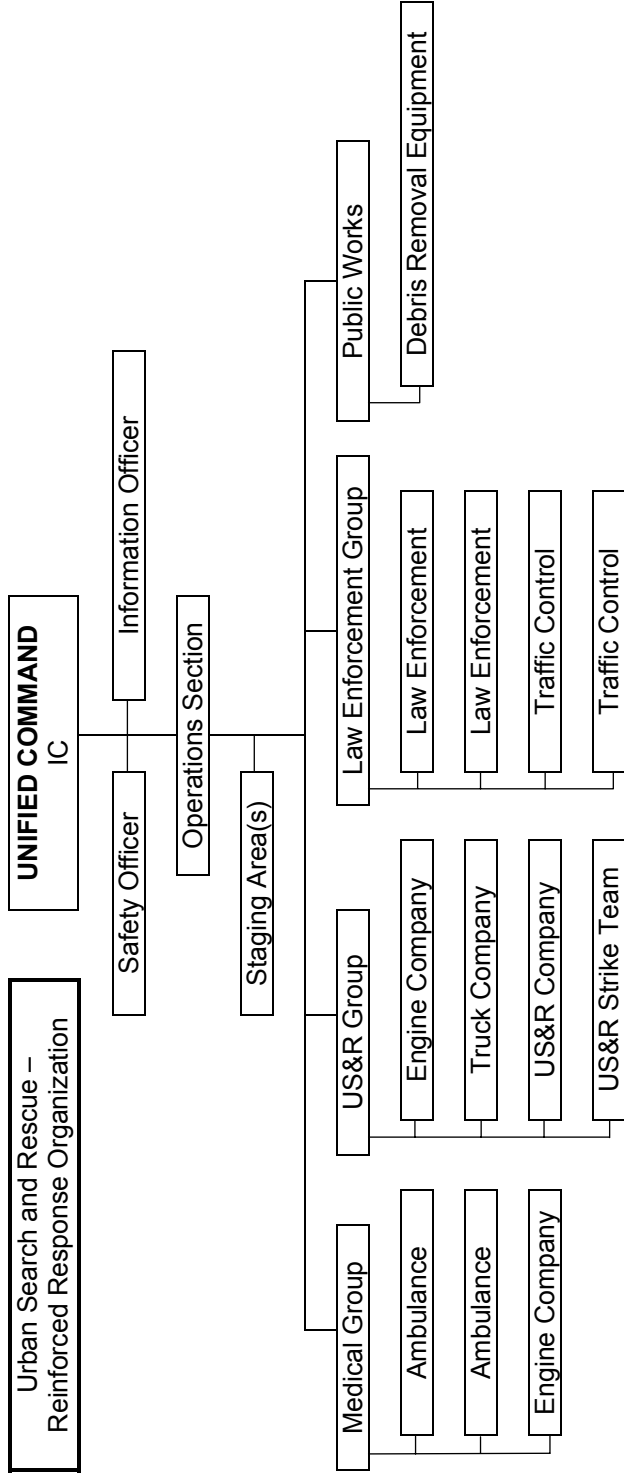 Urban Search and Rescue –
Reinforced Response Organization
UNIFIED COMMAND
IC
Safety Officer
Information Officer
Operations Section
Staging Area(s)
Medical Group
Ambulance
Ambulance
Engine Company
US&R Group
Engine Company
Truck Company
US&R Company
US&R Strike Team
Law Enforcement Group
Law Enforcement
Law Enforcement
Traffic Control
Traffic Control
Public Works
Debris Removal Equipment